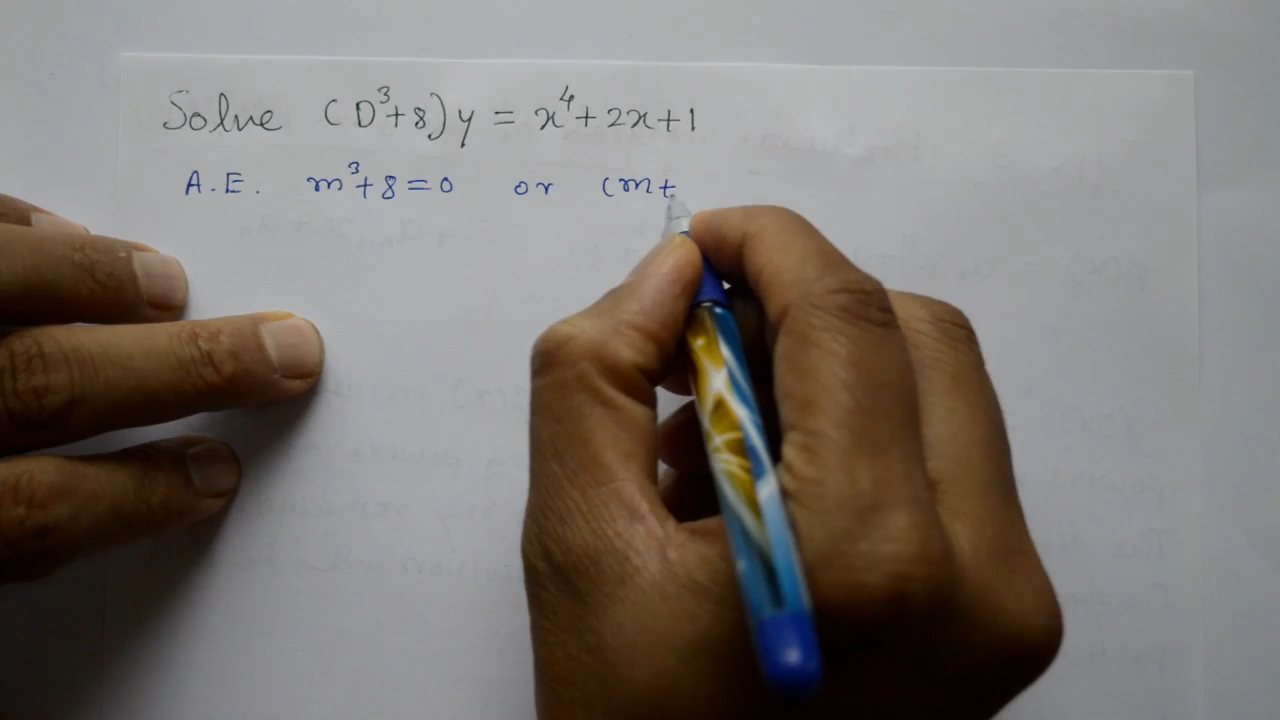 Solve (D³+8)y = x⁴+2x+1
A.E. m³+8=0 or (m+